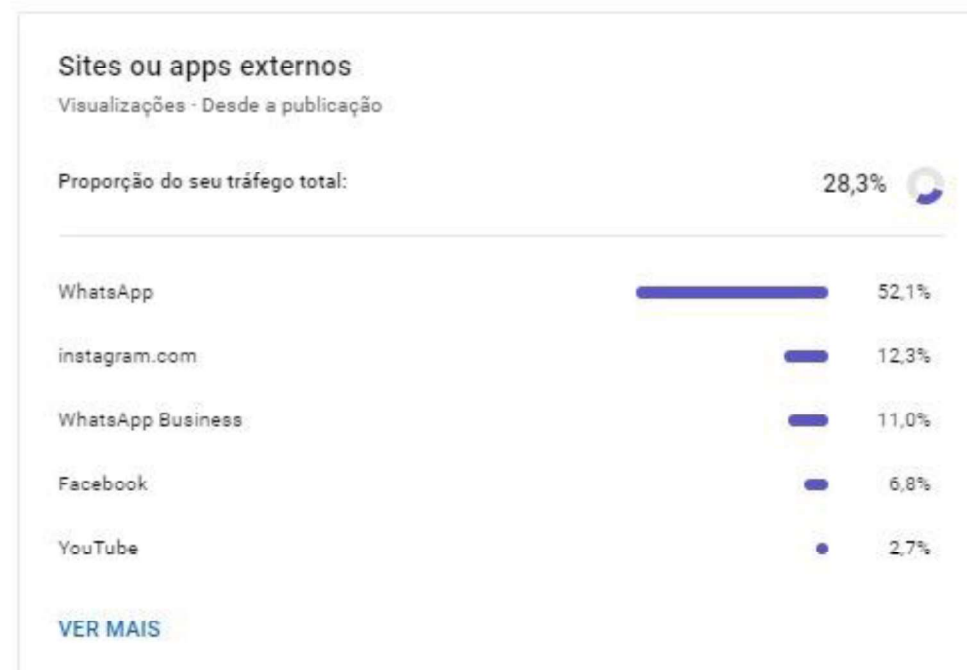 Sites ou apps externos
Visualizações · Desde a publicação
Proporção do seu tráfego total: 28,3%
WhatsApp 52,1%
instagram.com 12,3%
WhatsApp Business 11,0%
Facebook 6,8%
YouTube 2,7%
VER MAIS